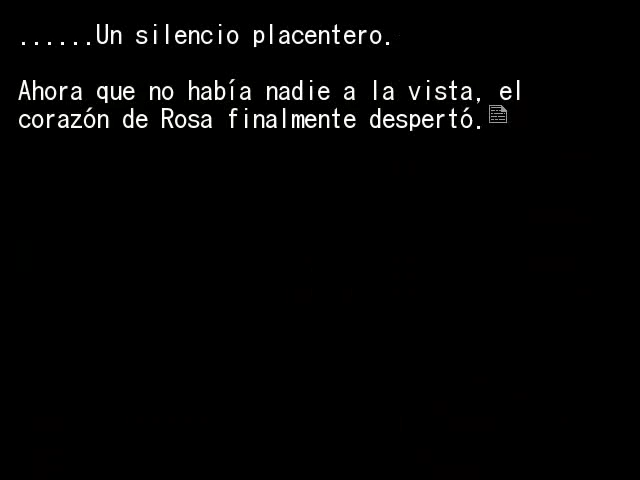 ......Un silencio placentero.
Ahora que no había nadie a la vista, el
corazón de Rosa finalmente despertó.